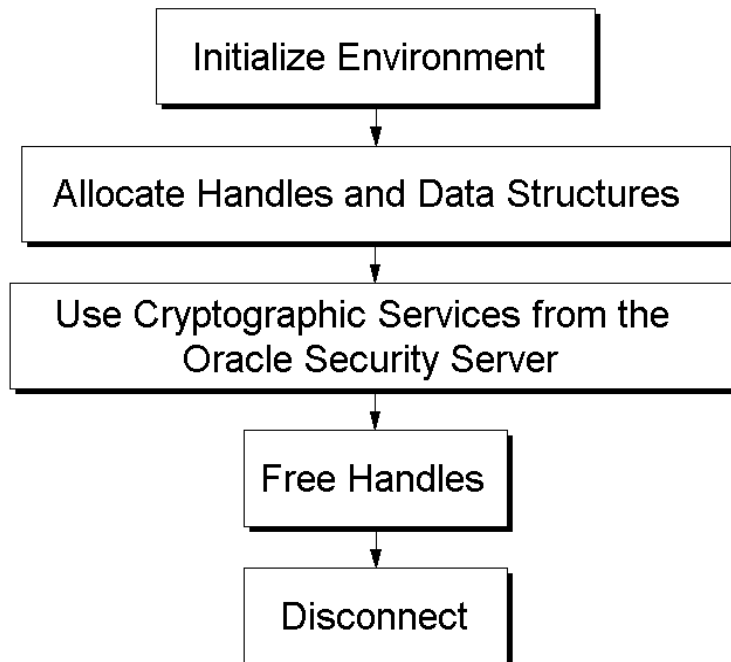 Initialize Environment
Allocate Handles and Data Structures
Use Cryptographic Services from the
Oracle Security Server
Free Handles
Disconnect